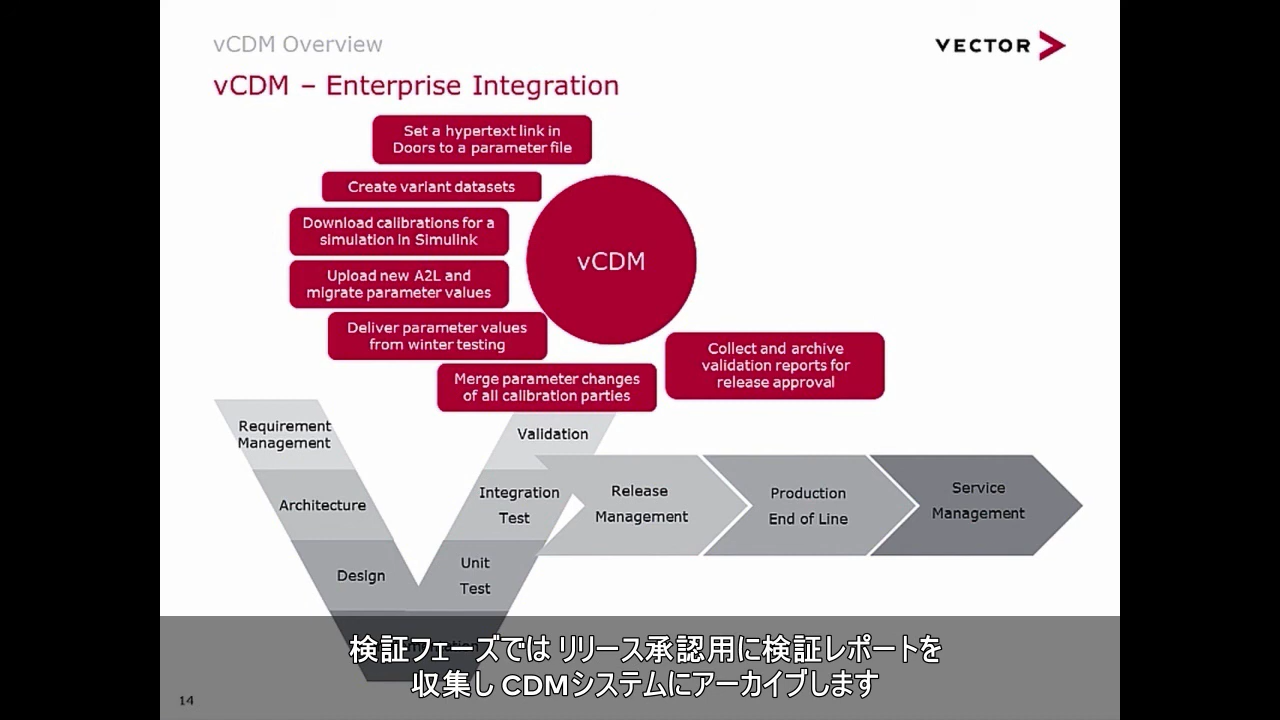 vCDM Overview
VECTOR
vCDM – Enterprise Integration
Set a hypertext link in
Doors to a parameter file
Create variant datasets
Download calibrations for a
simulation in Simulink
Upload new A2L and
migrate parameter values
Deliver parameter values
from winter testing
Merge parameter changes
of all calibration parties
vCDM
Collect and archive
validation reports for
release approval
Requirement
Management
Architecture
Design
Validation
Integration
Test
Unit
Test
Release
Management
Production
End of Line
Service
Management
検証フェーズでは リリース承認用に検証レポートを
収集し CDMシステムにアーカイブします
14